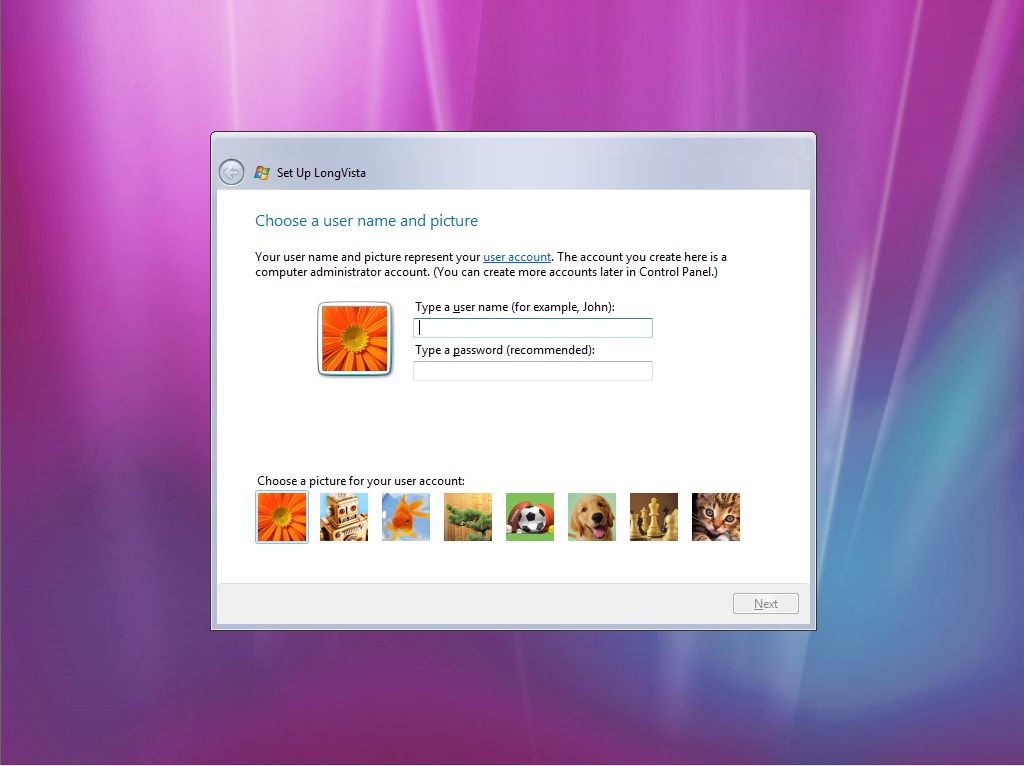 Set Up LongVista
Choose a user name and picture
Your user name and picture represent your user account. The account you create here is a
computer administrator account. (You can create more accounts later in Control Panel.)
Type a user name (for example, John):
Type a password (recommended):
Choose a picture for your user account:
Next